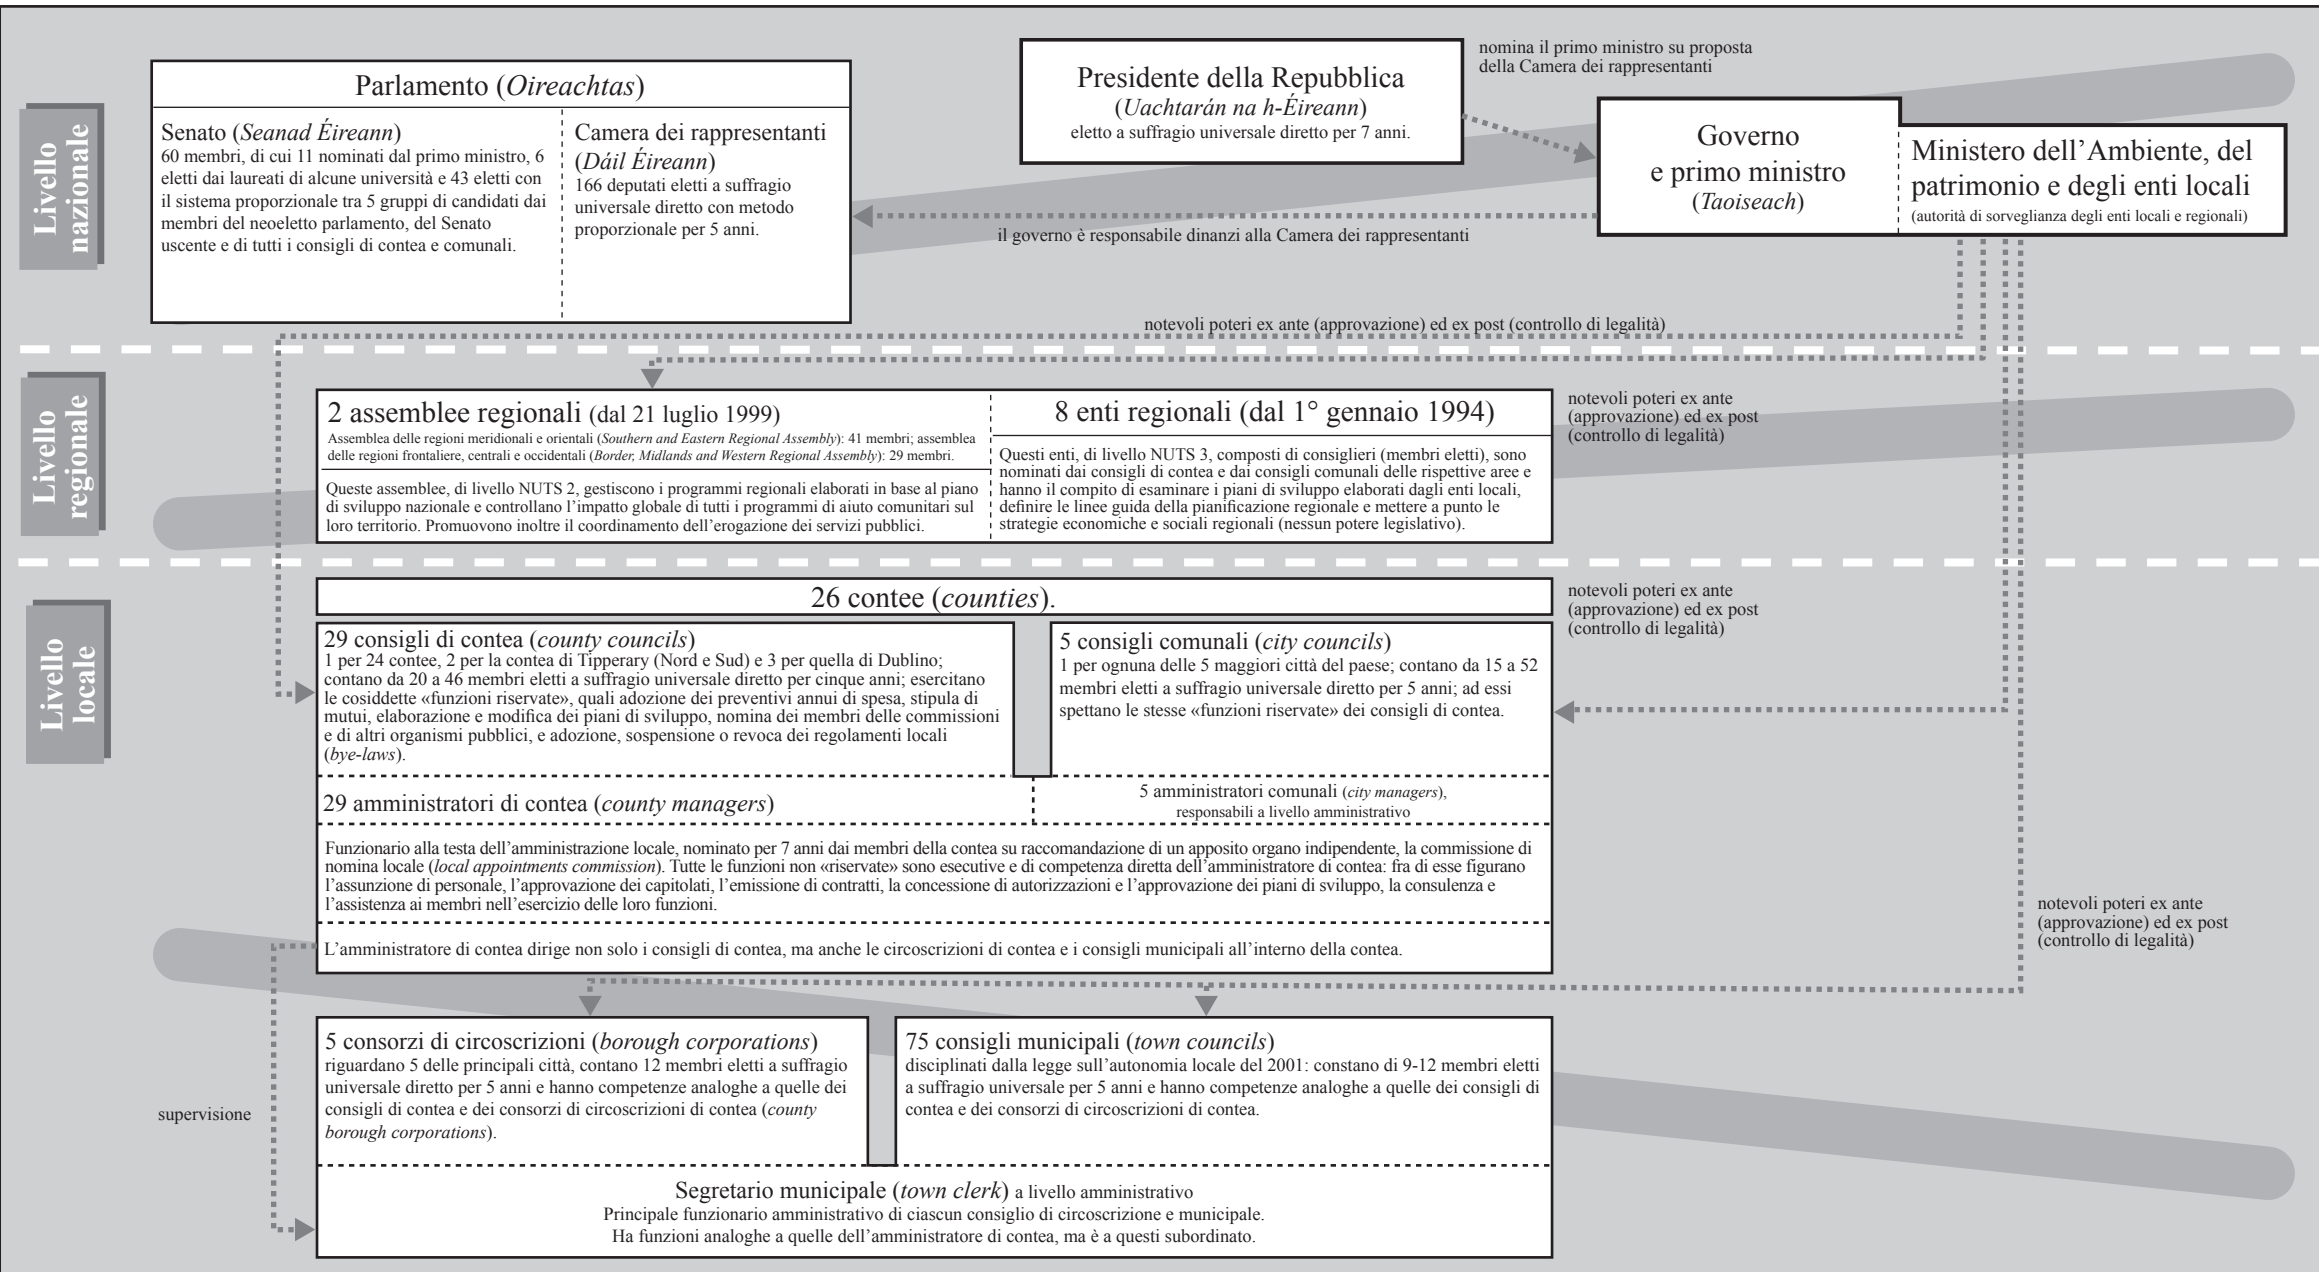 Livello
nazionale
Parlamento (Oireachtas)
Senato (Seanad Éireann)
60 membri, di cui 11 nominati dal primo ministro, 6
eletti dai laureati di alcune università e 43 eletti con
il sistema proporzionale tra 5 gruppi di candidati dai
membri del neoeletto parlamento, del Senato
uscente e di tutti i consigli di contea e comunali.
Camera dei rappresentanti
(Dáil Éireann)
166 deputati eletti a suffragio
universale diretto con metodo
proporzionale per 5 anni.
Presidente della Repubblica
(Uachtarán na h-Éireann)
eletto a suffragio universale diretto per 7 anni.
nomina il primo ministro su proposta
della Camera dei rappresentanti
Governo
e primo ministro
(Taoiseach)
Ministero dell’Ambiente, del
patrimonio e degli enti locali
(autorità di sorveglianza degli enti locali e regionali)
il governo è responsabile dinanzi alla Camera dei rappresentanti
notevoli poteri ex ante (approvazione) ed ex post (controllo di legalità)
Livello
regionale
2 assemblee regionali (dal 21 luglio 1999)
Assemblea delle regioni meridionali e orientali (Southern and Eastern Regional Assembly): 41 membri; assemblea
delle regioni frontaliere, centrali e occidentali (Border, Midlands and Western Regional Assembly): 29 membri.
Queste assemblee, di livello NUTS 2, gestiscono i programmi regionali elaborati in base al piano
di sviluppo nazionale e controllano l’impatto globale di tutti i programmi di aiuto comunitari sul
loro territorio. Promuovono inoltre il coordinamento dell’erogazione dei servizi pubblici.
8 enti regionali (dal 1° gennaio 1994)
Questi enti, di livello NUTS 3, composti di consiglieri (membri eletti), sono
nominati dai consigli di contea e dai consigli comunali delle rispettive aree e
hanno il compito di esaminare i piani di sviluppo elaborati dagli enti locali,
definire le linee guida della pianificazione regionale e mettere a punto le
strategie economiche e sociali regionali (nessun potere legislativo).
notevoli poteri ex ante
(approvazione) ed ex post
(controllo di legalità)
Livello
locale
26 contee (counties).
29 consigli di contea (county councils)
1 per 24 contee, 2 per la contea di Tipperary (Nord e Sud) e 3 per quella di Dublino;
contano da 20 a 46 membri eletti a suffragio universale diretto per cinque anni; esercitano
le cosiddette «funzioni riservate», quali adozione dei preventivi annui di spesa, stipula di
mutui, elaborazione e modifica dei piani di sviluppo, nomina dei membri delle commissioni
e di altri organismi pubblici, e adozione, sospensione o revoca dei regolamenti locali
(bye-laws).
5 consigli comunali (city councils)
1 per ognuna delle 5 maggiori città del paese; contano da 15 a 52
membri eletti a suffragio universale diretto per 5 anni; ad essi
spettano le stesse «funzioni riservate» dei consigli di contea.
notevoli poteri ex ante
(approvazione) ed ex post
(controllo di legalità)
29 amministratori di contea (county managers)
5 amministratori comunali (city managers),
responsabili a livello amministrativo
Funzionario alla testa dell’amministrazione locale, nominato per 7 anni dai membri della contea su raccomandazione di un apposito organo indipendente, la commissione di
nomina locale (local appointments commission). Tutte le funzioni non «riservate» sono esecutive e di competenza diretta dell’amministratore di contea: fra di esse figurano
l’assunzione di personale, l’approvazione dei capitolati, l’emissione di contratti, la concessione di autorizzazioni e l’approvazione dei piani di sviluppo, la consulenza e
l’assistenza ai membri nell’esercizio delle loro funzioni.
L’amministratore di contea dirige non solo i consigli di contea, ma anche le circoscrizioni di contea e i consigli municipali all’interno della contea.
notevoli poteri ex ante
(approvazione) ed ex post
(controllo di legalità)
supervisione
5 consorzi di circoscrizioni (borough corporations)
riguardano 5 delle principali città, contano 12 membri eletti a suffragio
universale diretto per 5 anni e hanno competenze analoghe a quelle dei
consigli di contea e dei consorzi di circoscrizioni di contea (county
borough corporations).
75 consigli municipali (town councils)
disciplinati dalla legge sull’autonomia locale del 2001: constano di 9-12 membri eletti
a suffragio universale per 5 anni e hanno competenze analoghe a quelle dei consigli di
contea e dei consorzi di circoscrizioni di contea.
Segretario municipale (town clerk) a livello amministrativo
Principale funzionario amministrativo di ciascun consiglio di circoscrizione e municipale.
Ha funzioni analoghe a quelle dell’amministratore di contea, ma è a questi subordinato.